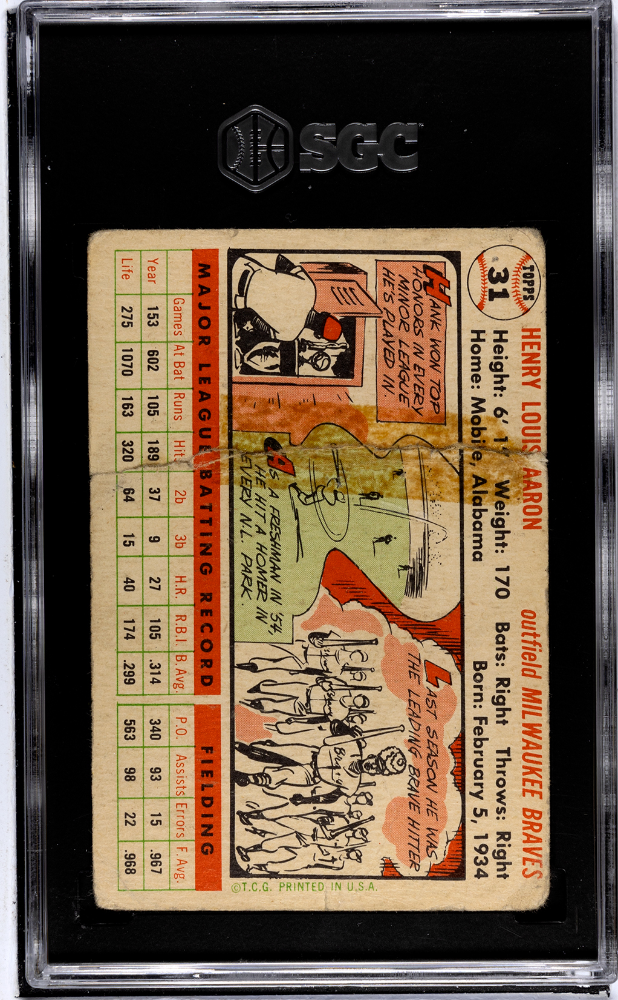 SGC
TOPPS
31
HENRY LOUIS AARON
outfield MILWAUKEE BRAVES
Height: 6' 1" Weight: 170 Bats: Right Throws: Right
Home: Mobile, Alabama Born: February 5, 1934
HANK WON TOP
HONORS IN EVERY
MINOR LEAGUE
HE'S PLAYED IN.
AS A FRESHMAN IN '54,
HE HIT A HOMER IN
EVERY N.L. PARK.
LAST SEASON HE WAS
THE LEADING BRAVE HITTER
Braves
MAJOR LEAGUE BATTING RECORD FIELDING
Games At Bat Runs Hits 2b 3b H.R. R.B.I. B. Avg. P.O. Assists Errors F. Avg.
Year 153 602 105 189 37 9 27 105 .314 340 93 15 .967
Life 275 1070 163 320 64 15 40 174 .299 563 98 22 .968
©T.C.G. PRINTED IN U.S.A.